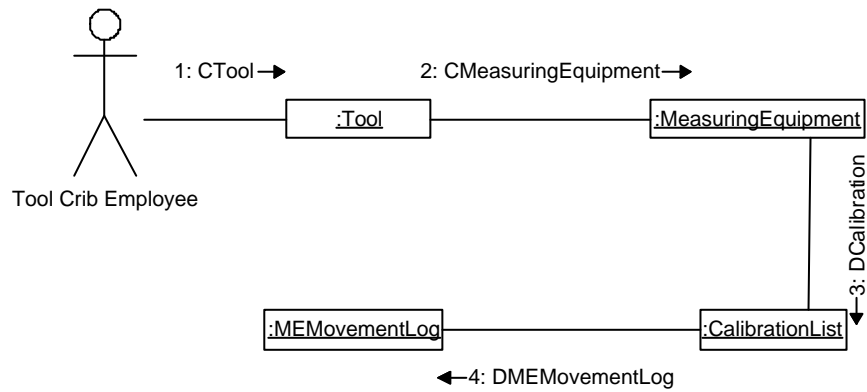 1: CTool
2: CMeasuringEquipment
:Tool
:MeasuringEquipment
Tool Crib Employee
3: DCalibration
:MEMovementLog
:CalibrationList
4: DMEMovementLog